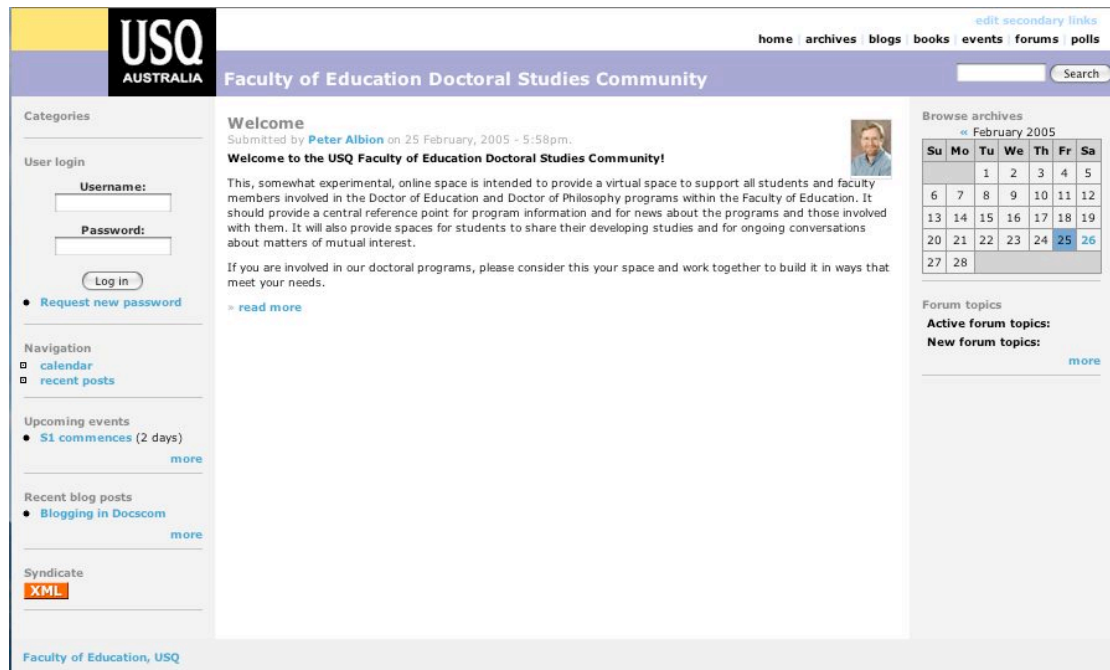 edit secondary links
home archives blogs books events forums polls
USQ
AUSTRALIA
Faculty of Education Doctoral Studies Community
Search
Categories
User login
Username:
Password:
Log in
Request new password
Navigation
calendar
recent posts
Upcoming events
S1 commences (2 days)
more
Recent blog posts
Blogging in Docscom
more
Syndicate
XML
Welcome
Submitted by Peter Albion on 25 February, 2005 - 5:58pm.
Welcome to the USQ Faculty of Education Doctoral Studies Community!
This, somewhat experimental, online space is intended to provide a virtual space to support all students and faculty
members involved in the Doctor of Education and Doctor of Philosophy programs within the Faculty of Education. It
should provide a central reference point for program information and for news about the programs and those involved
with them. It will also provide spaces for students to share their developing studies and for ongoing conversations
about matters of mutual interest.
If you are involved in our doctoral programs, please consider this your space and work together to build it in ways that
meet your needs.
» read more
Browse archives
« February 2005
Su Mo Tu We Th Fr Sa
1 2 3 4 5
6 7 8 9 10 11 12
13 14 15 16 17 18 19
20 21 22 23 24 25 26
27 28
Forum topics
Active forum topics:
New forum topics:
more
Faculty of Education, USQ